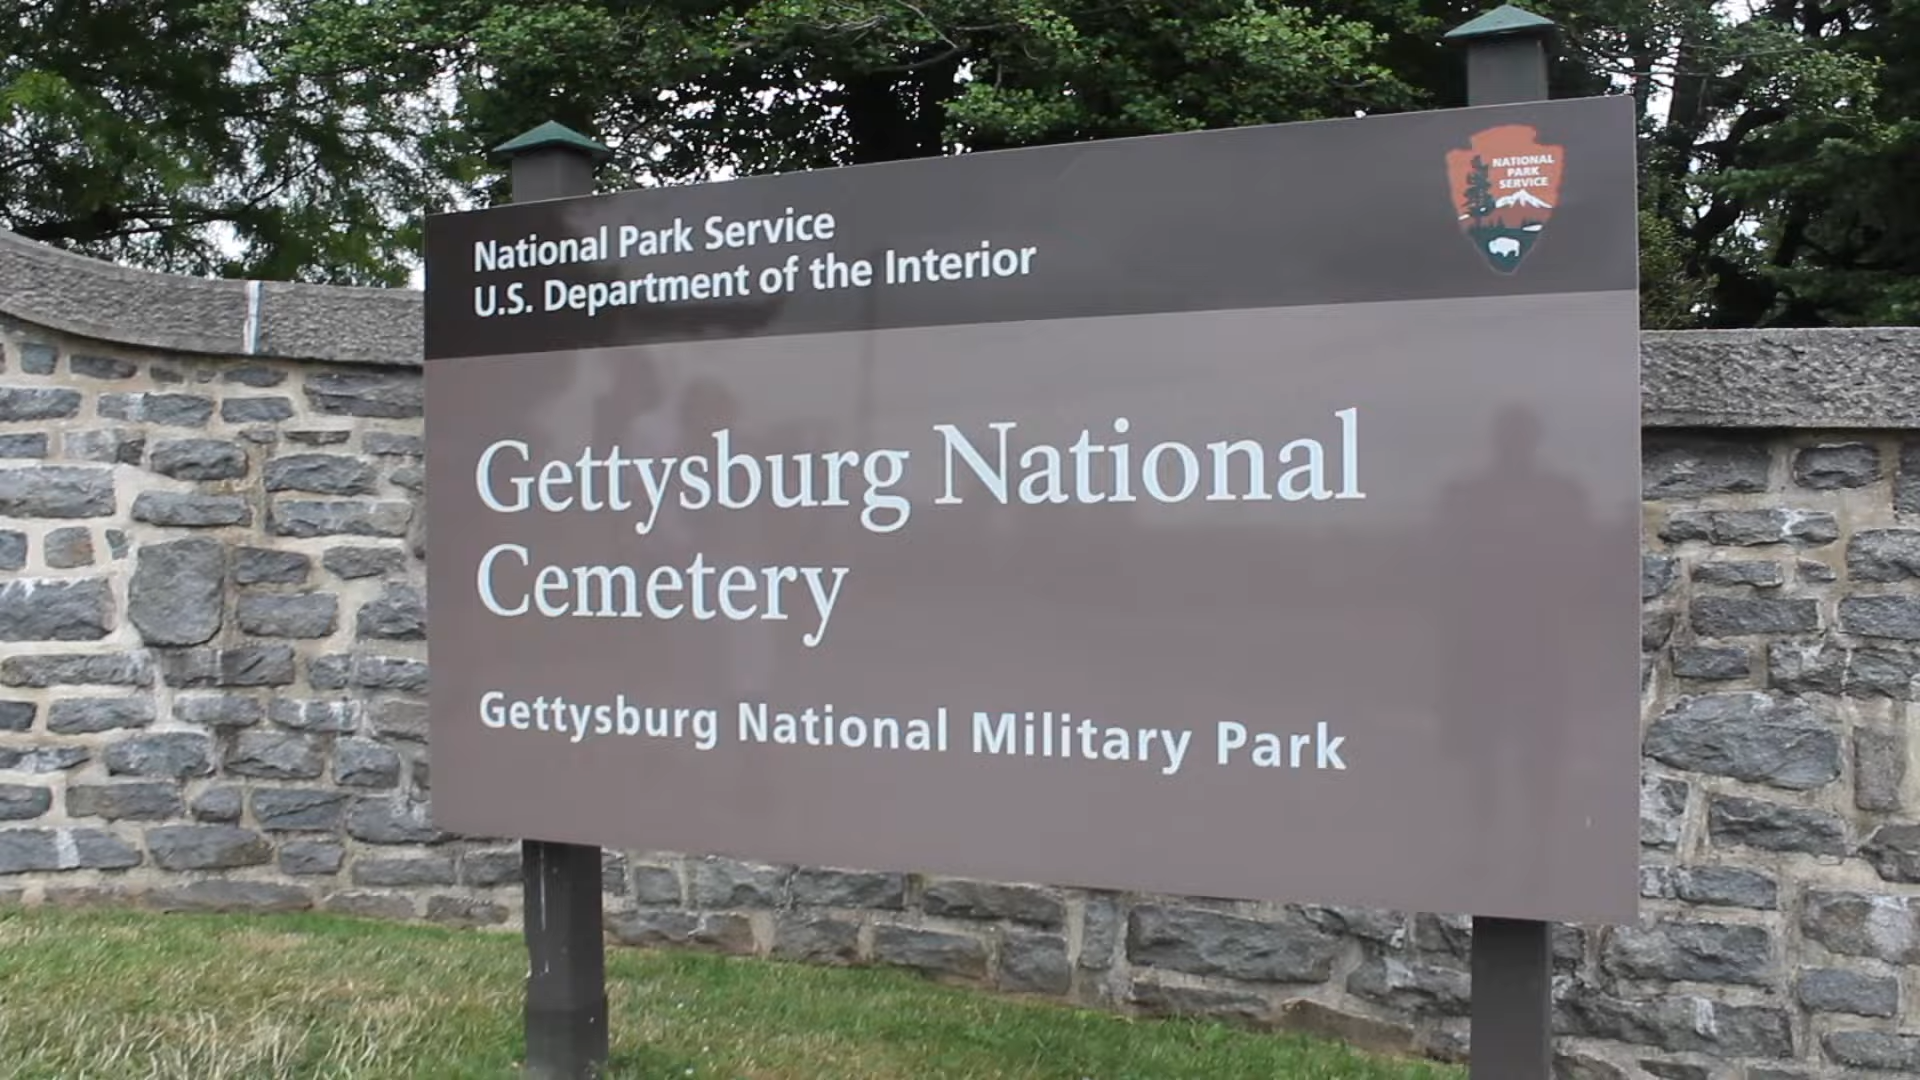 National Park Service
U.S. Department of the Interior
NATIONAL
PARK
SERVICE
Gettysburg National
Cemetery
Gettysburg National Military Park